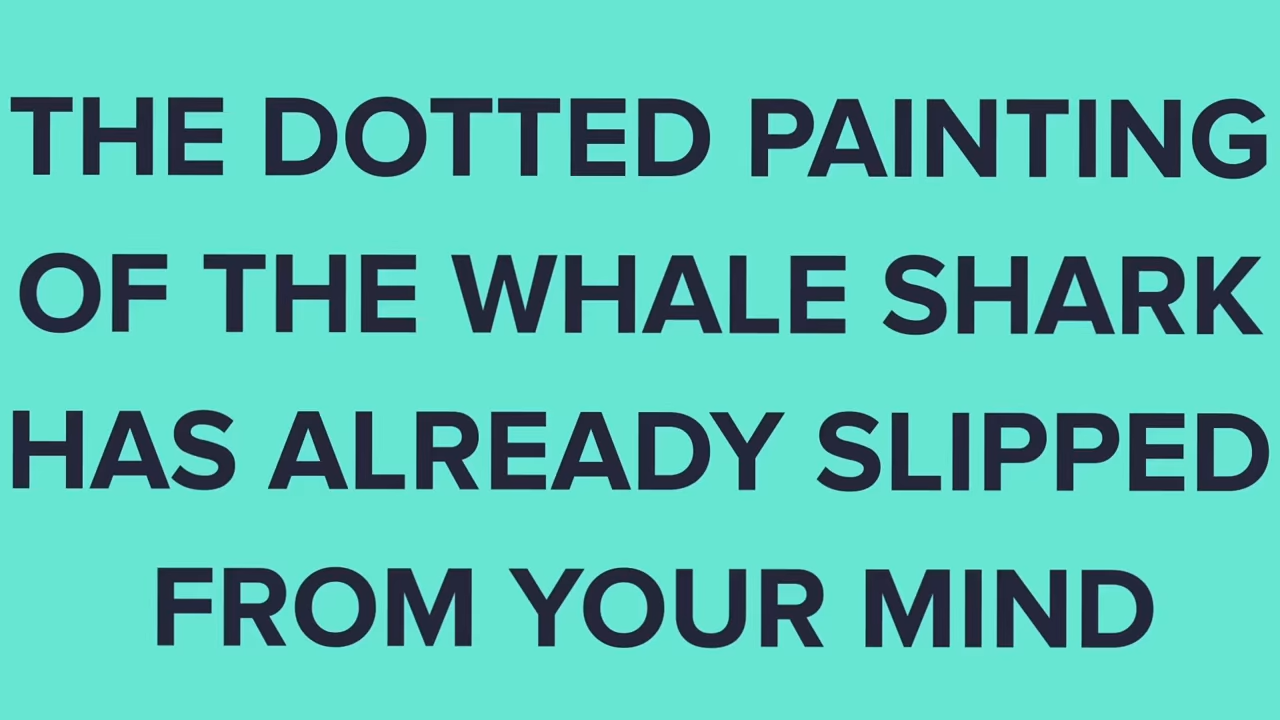 THE DOTTED PAINTING
OF THE WHALE SHARK
HAS ALREADY SLIPPED
FROM YOUR MIND